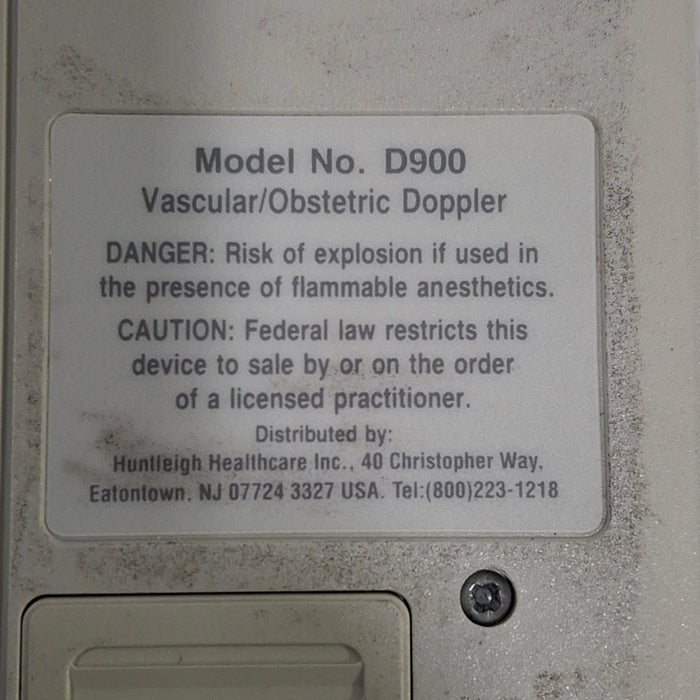 Model No. D900
Vascular/Obstetric Doppler
DANGER: Risk of explosion if used in
the presence of flammable anesthetics.
CAUTION: Federal law restricts this
device to sale by or on the order
of a licensed practitioner.
Distributed by:
Huntleigh Healthcare Inc., 40 Christopher Way,
Eatontown, NJ 07724 3327 USA. Tel:(800)223-1218